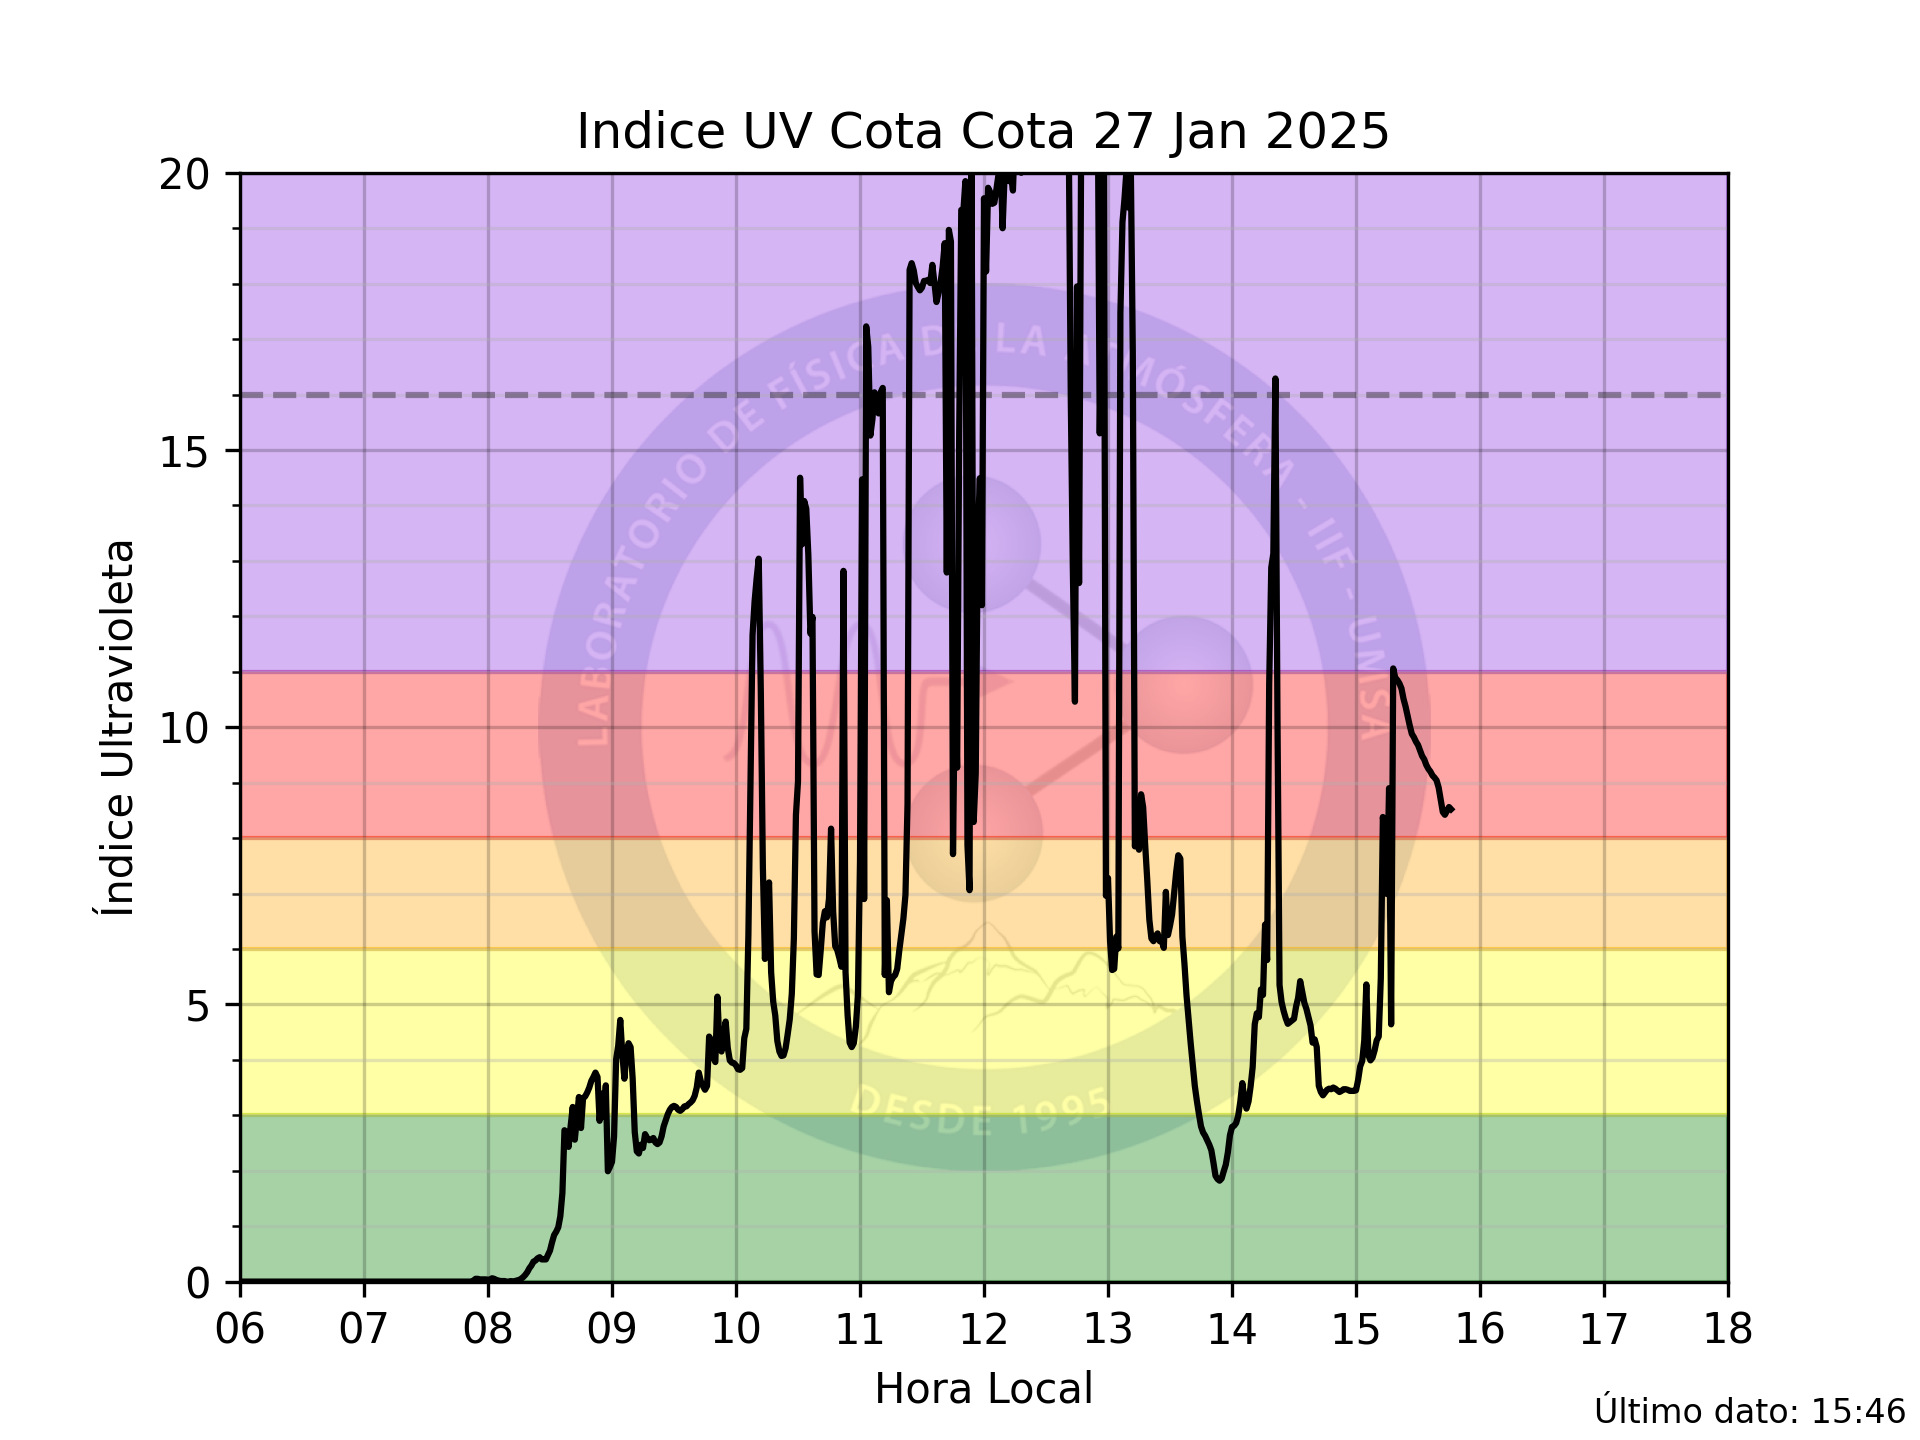 Indice UV Cota Cota 27 Jan 2025
20
15
10
5
0
Índice Ultravioleta
LABORATORIO DE FÍSICA DE LA ATMÓSFERA - IIF - UMSA
DESDE 1995
06 07 08 09 10 11 12 13 14 15 16 17 18
Hora Local
Último dato: 15:46